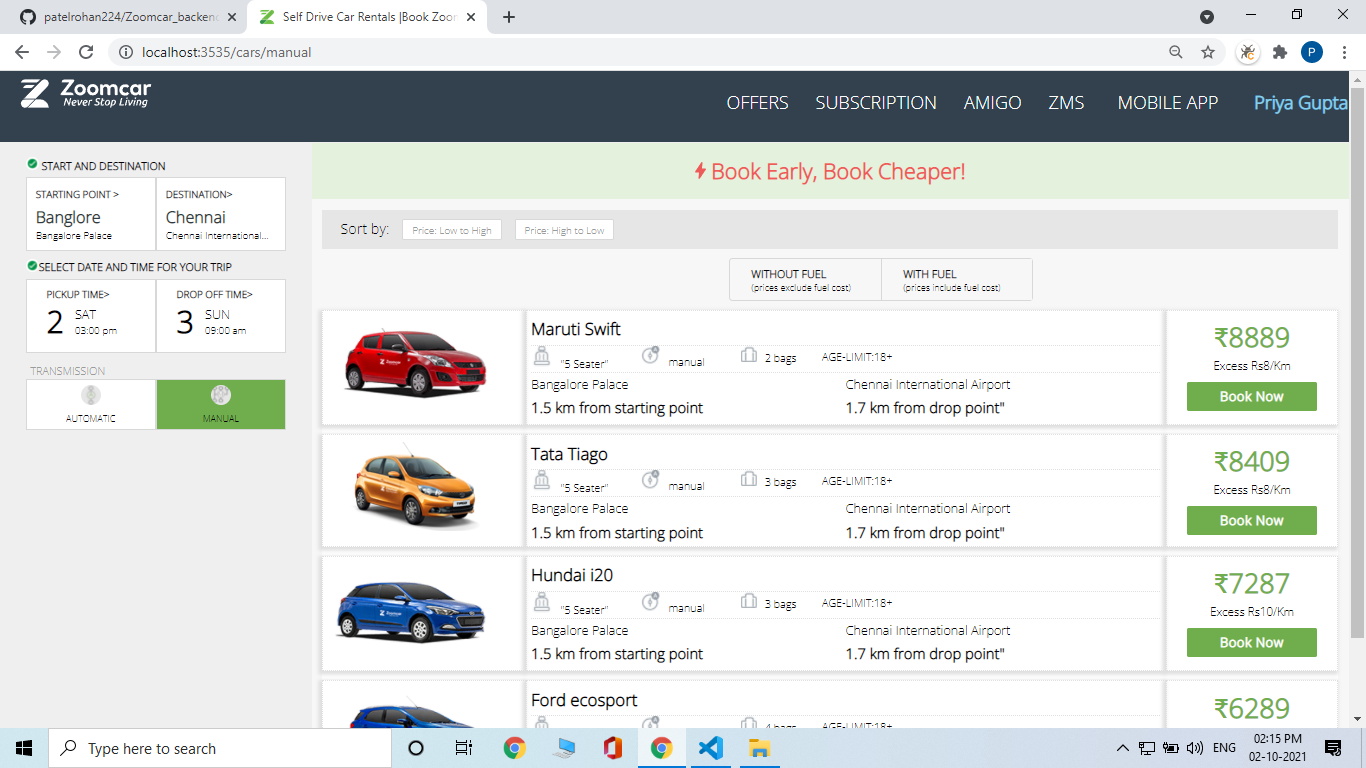 patelrohan224/Zoomcar_backend
Self Drive Car Rentals |Book Zoom
localhost:3535/cars/manual
P
Zoomcar
Never Stop Living
OFFERS SUBSCRIPTION AMIGO ZMS MOBILE APP Priya Gupta
START AND DESTINATION
STARTING POINT >
Banglore
Bangalore Palace
DESTINATION>
Chennai
Chennai International...
SELECT DATE AND TIME FOR YOUR TRIP
PICKUP TIME>
2 SAT
03:00 pm
DROP OFF TIME>
3 SUN
09:00 am
TRANSMISSION
AUTOMATIC
MANUAL
Book Early, Book Cheaper!
Sort by: Price: Low to High Price: High to Low
WITHOUT FUEL
(prices exclude fuel cost)
WITH FUEL
(prices include fuel cost)
Zoomcar
Maruti Swift
"5 Seater" manual 2 bags AGE-LIMIT:18+
Bangalore Palace Chennai International Airport
1.5 km from starting point 1.7 km from drop point"
₹8889
Excess Rs8/Km
Book Now
Tata Tiago
"5 Seater" manual 3 bags AGE-LIMIT:18+
Bangalore Palace Chennai International Airport
1.5 km from starting point 1.7 km from drop point"
₹8409
Excess Rs8/Km
Book Now
Zoomcar
Hundai i20
"5 Seater" manual 3 bags AGE-LIMIT:18+
Bangalore Palace Chennai International Airport
1.5 km from starting point 1.7 km from drop point"
₹7287
Excess Rs10/Km
Book Now
Ford ecosport
4 bags AGE-LIMIT:18+
₹6289
Type here to search
ENG
02:15 PM
02-10-2021